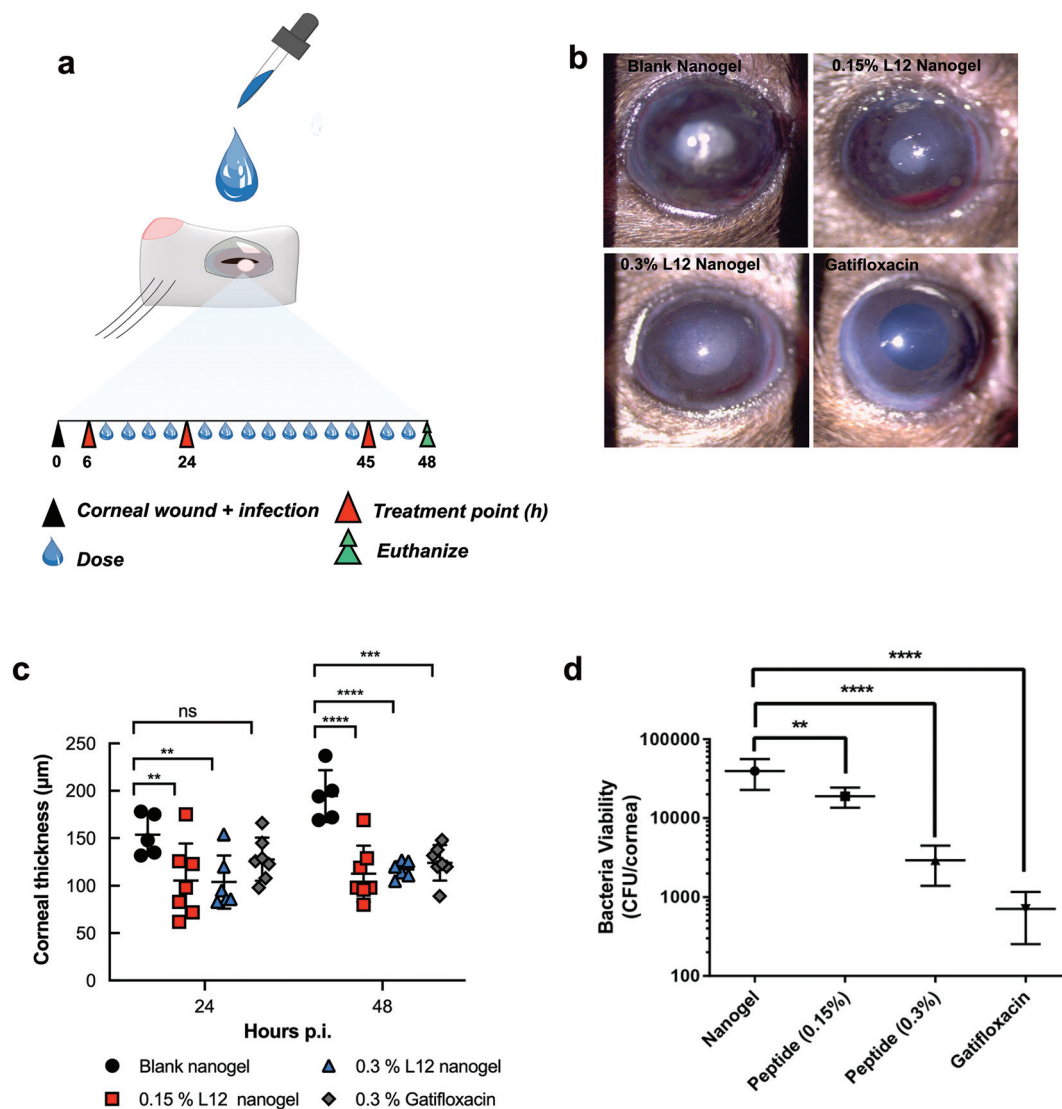 a
0
6
24
45
48
Corneal wound + infection
Treatment point (h)
Dose
Euthanize
b
Blank Nanogel
0.15% L12 Nanogel
0.3% L12 Nanogel
Gatifloxacin
c
***
****
****
ns
**
**
Corneal thickness (µm)
250
200
150
100
50
0
24
48
Hours p.i.
Blank nanogel
0.3 % L12 nanogel
0.15 % L12 nanogel
0.3 % Gatifloxacin
d
****
****
**
Bacteria Viability
(CFU/cornea)
100000
10000
1000
100
Nanogel
Peptide (0.15%)
Peptide (0.3%)
Gatifloxacin